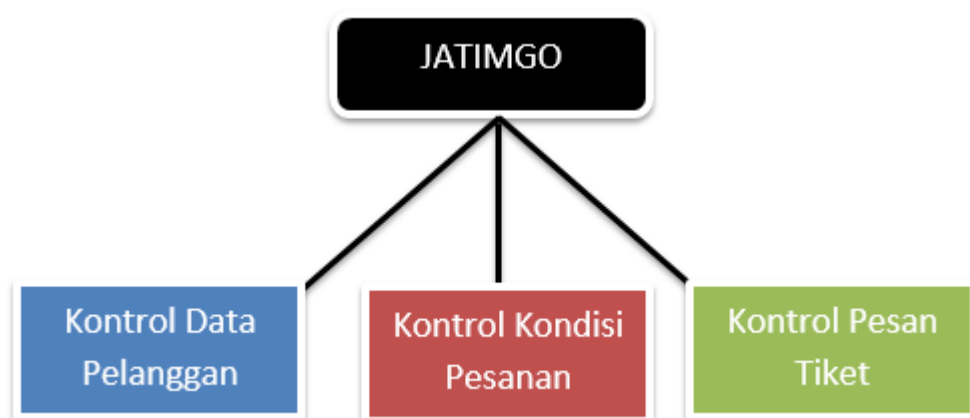 JATIMGO
Kontrol Data
Pelanggan
Kontrol Kondisi
Pesanan
Kontrol Pesan
Tiket